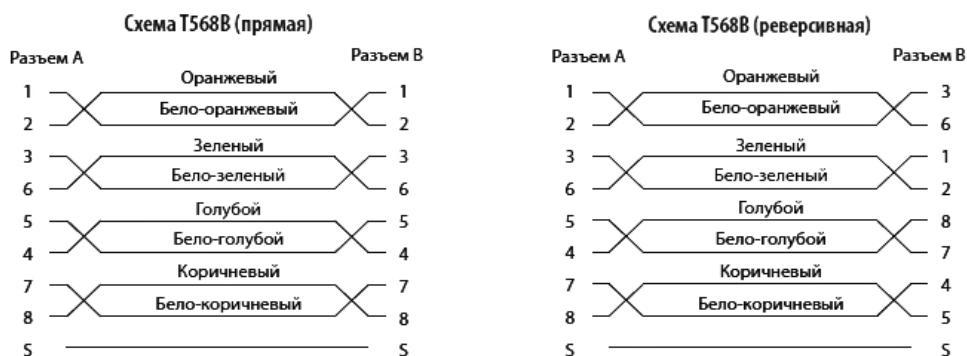 Схема T568B (прямая)
Разъем A
Разъем B
Оранжевый
1
1
Бело-оранжевый
2
2
Зеленый
3
3
Бело-зеленый
6
6
Голубой
5
5
Бело-голубой
4
4
Коричневый
7
7
Бело-коричневый
8
8
S
S
Схема T568B (реверсивная)
Разъем A
Разъем B
Оранжевый
1
3
Бело-оранжевый
2
6
Зеленый
3
1
Бело-зеленый
6
2
Голубой
5
8
Бело-голубой
4
7
Коричневый
7
4
Бело-коричневый
8
5
S
S